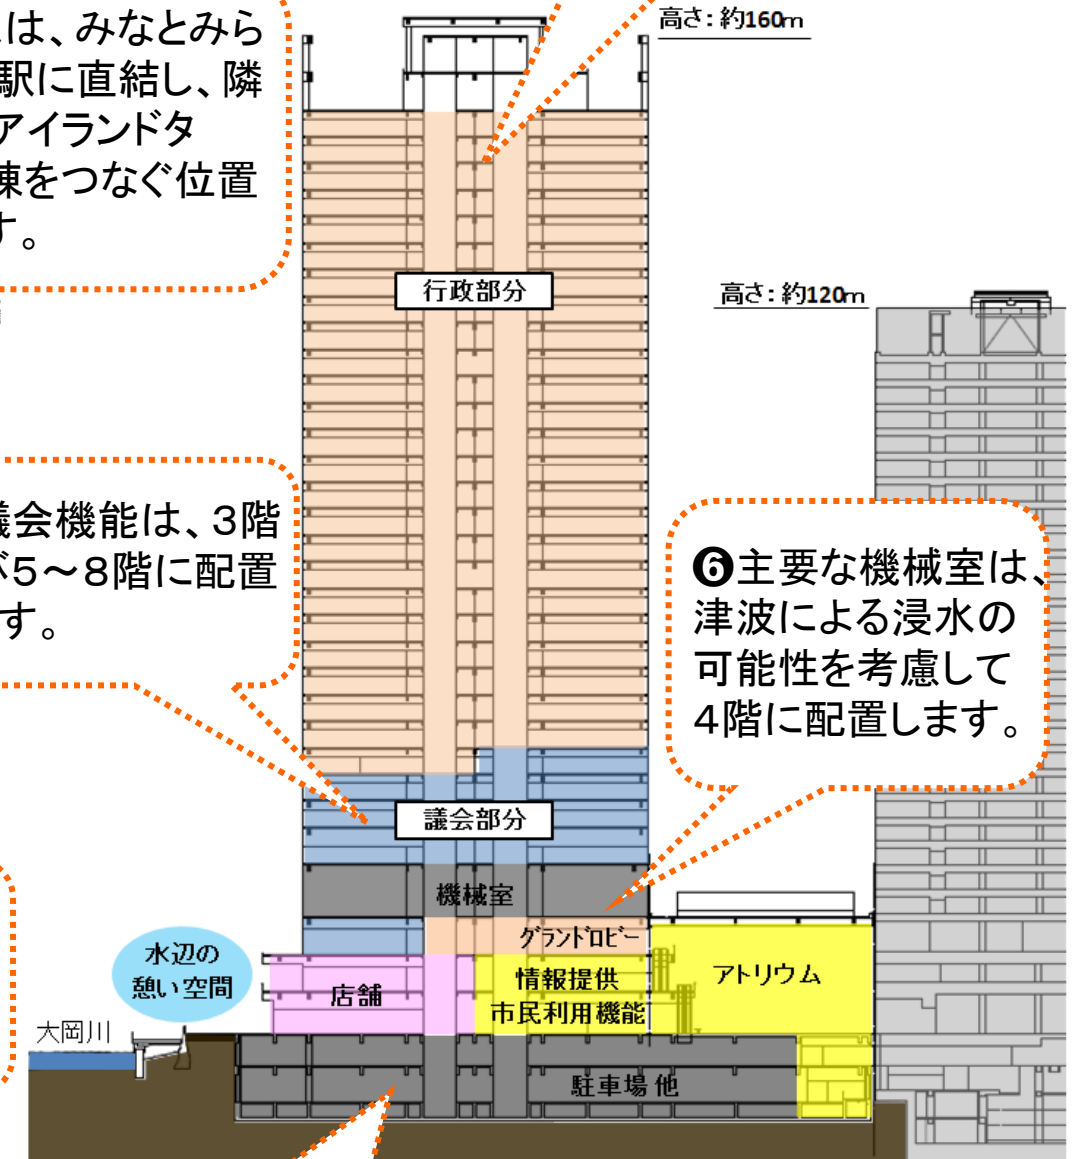 は、みなとみら
駅に直結し、隣
アイランドタ
棟をつなぐ位置
す。
高さ：約160m
行政部分
高さ：約120m
議会機能は、３階
５～８階に配置
す。
❻主要な機械室は、
津波による浸水の
可能性を考慮して
４階に配置します。
議会部分
機械室
グランドロビー
水辺の
憩い空間
店舗
情報提供
市民利用機能
アトリウム
大岡川
駐車場他